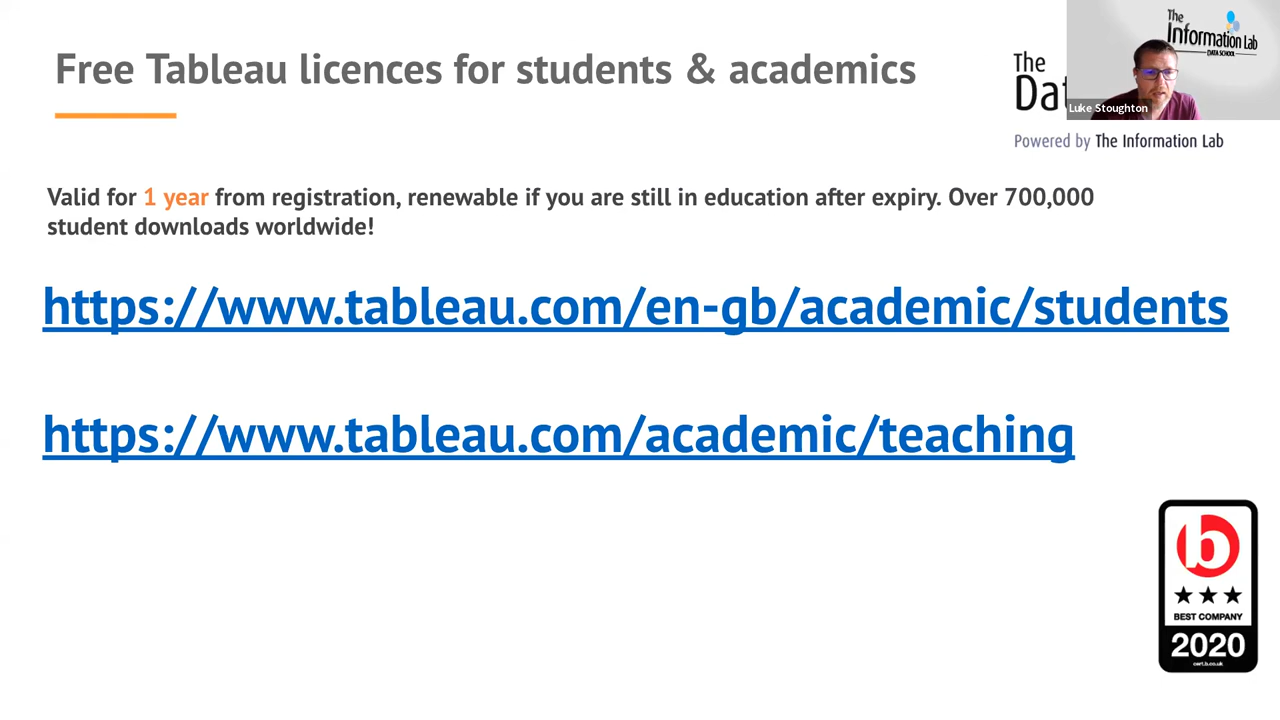 Free Tableau licences for students & academics
The
Information Lab
DATA SCHOOL
The
Luke Stoughton
Powered by The Information Lab
Valid for 1 year from registration, renewable if you are still in education after expiry. Over 700,000
student downloads worldwide!
https://www.tableau.com/en-gb/academic/students
https://www.tableau.com/academic/teaching
b
BEST COMPANY
2020
cert.b.co.uk